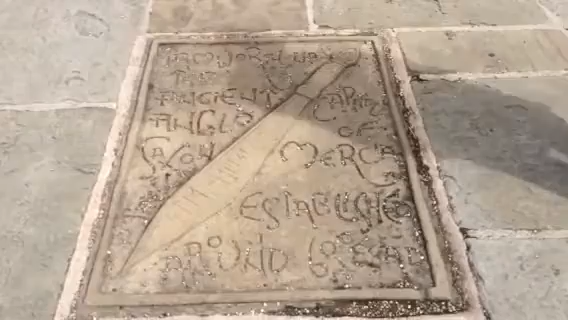 TAMWORTH WAS
THE
ANCIENT CAPITAL
ANGLO OF
SAXON MERCIA
ESTABLISHED
AROUND